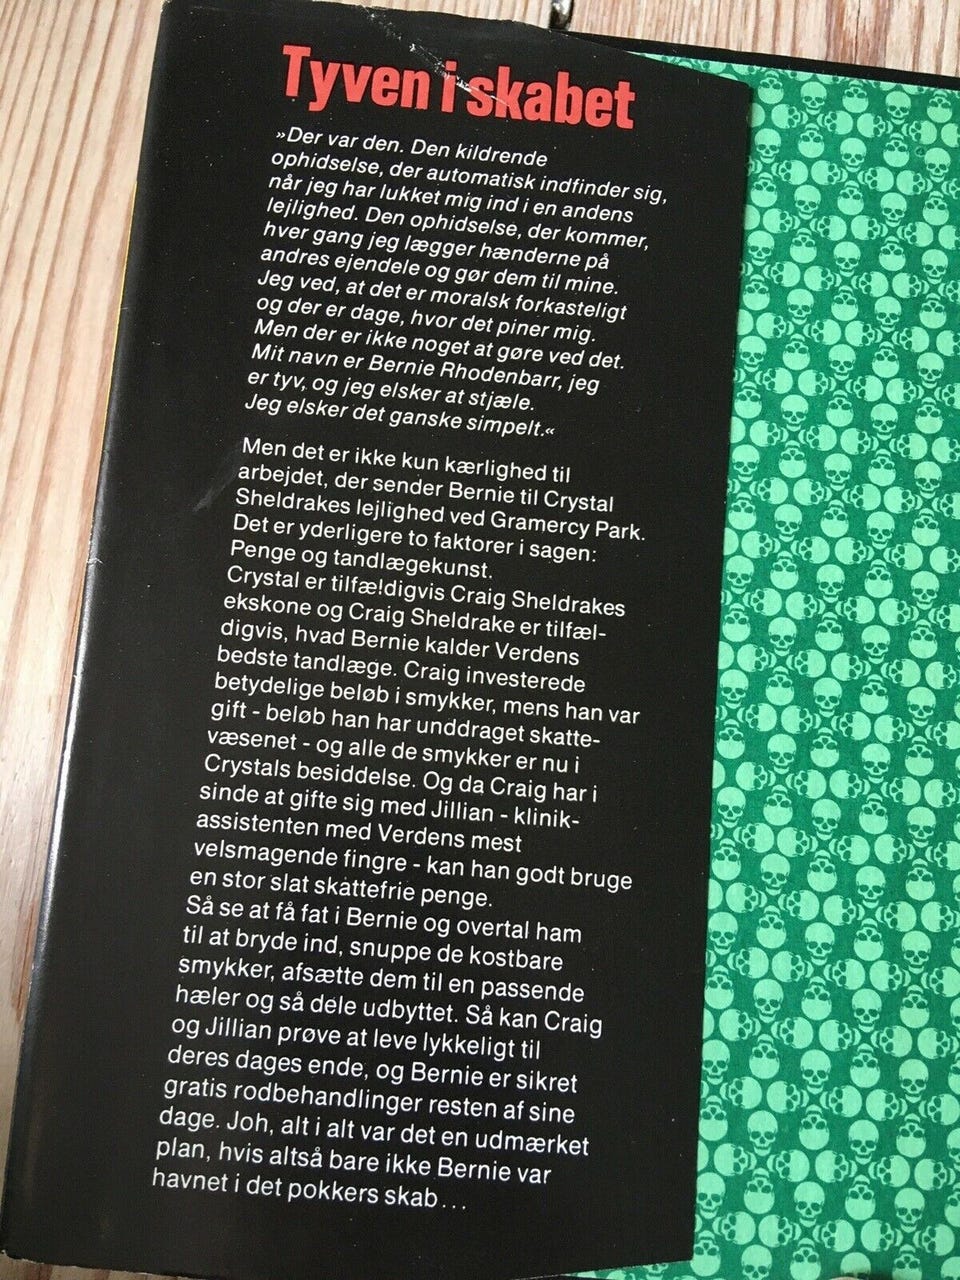 Tyven i skabet
»Der var den. Den kildrende
ophidselse, der automatisk indfinder sig,
når jeg har lukket mig ind i en andens
lejlighed. Den ophidselse, der kommer,
hver gang jeg lægger hænderne på
andres ejendele og gør dem til mine.
Jeg ved, at det er moralsk forkasteligt
og der er dage, hvor det piner mig.
Men der er ikke noget at gøre ved det.
Mit navn er Bernie Rhodenbarr, jeg
er tyv, og jeg elsker at stjæle.
Jeg elsker det ganske simpelt.«
Men det er ikke kun kærlighed til
arbejdet, der sender Bernie til Crystal
Sheldrakes lejlighed ved Gramercy Park.
Det er yderligere to faktorer i sagen:
Penge og tandlægekunst.
Crystal er tilfæ!digvis Craig Sheldrakes
ekskone og Craig Sheldrake er tilfæl-
digvis, hvad Bernie kalder Verdens
bedste tandlæge. Craig investerede
betydelige beløb i smykker, mens han var
gift - beløb han har unddraget skatte-
væsenet - og alle de smykker er nu i
Crystals besiddelse. Og da Craig har i
sinde at gifte sig med Jillian - klinik-
assistenten med Verdens mest
velsmagende fingre - kan han godt bruge
en stor slat skattefrie penge.
Så se at få fat i Bernie og overtal ham
til at bryde ind, snuppe de kostbare
smykker, afsætte dem til en passende
hæler og så dele udbyttet. Så kan Craig
og Jillian prøve at leve lykkeligt til
deres dages ende, og Bernie er sikret
gratis rodbehandlinger resten af sine
dage. Joh, alt i alt var det en udmærket
plan, hvis altså bare ikke Bernie var
havnet i det pokkers skab...